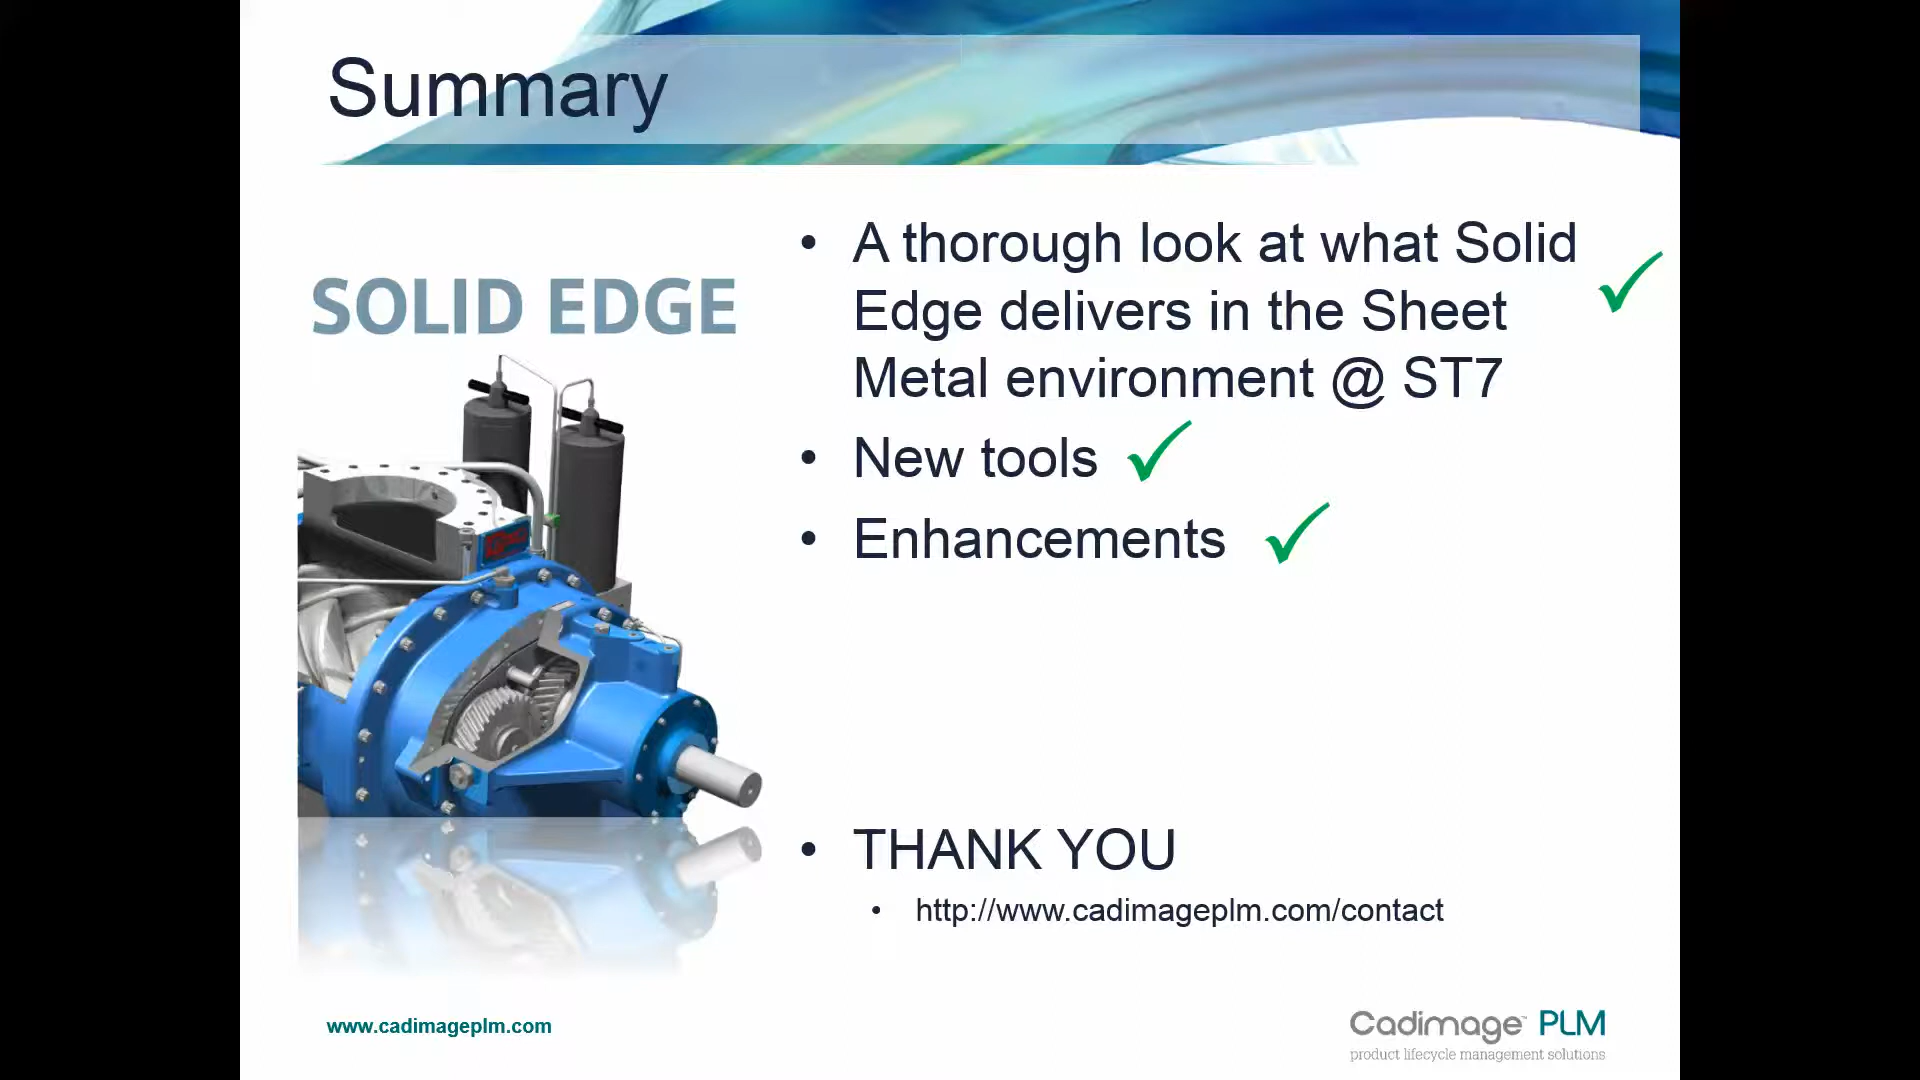 Summary
SOLID EDGE
• A thorough look at what Solid
Edge delivers in the Sheet
Metal environment @ ST7
• New tools
• Enhancements
• THANK YOU
• http://www.cadimageplm.com/contact
www.cadimageplm.com
Cadimage™ PLM
product lifecycle management solutions